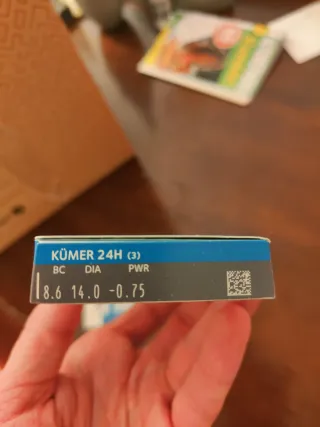 KÜMER 24H (3)
BC DIA PWR
8.6 14.0 -0.75